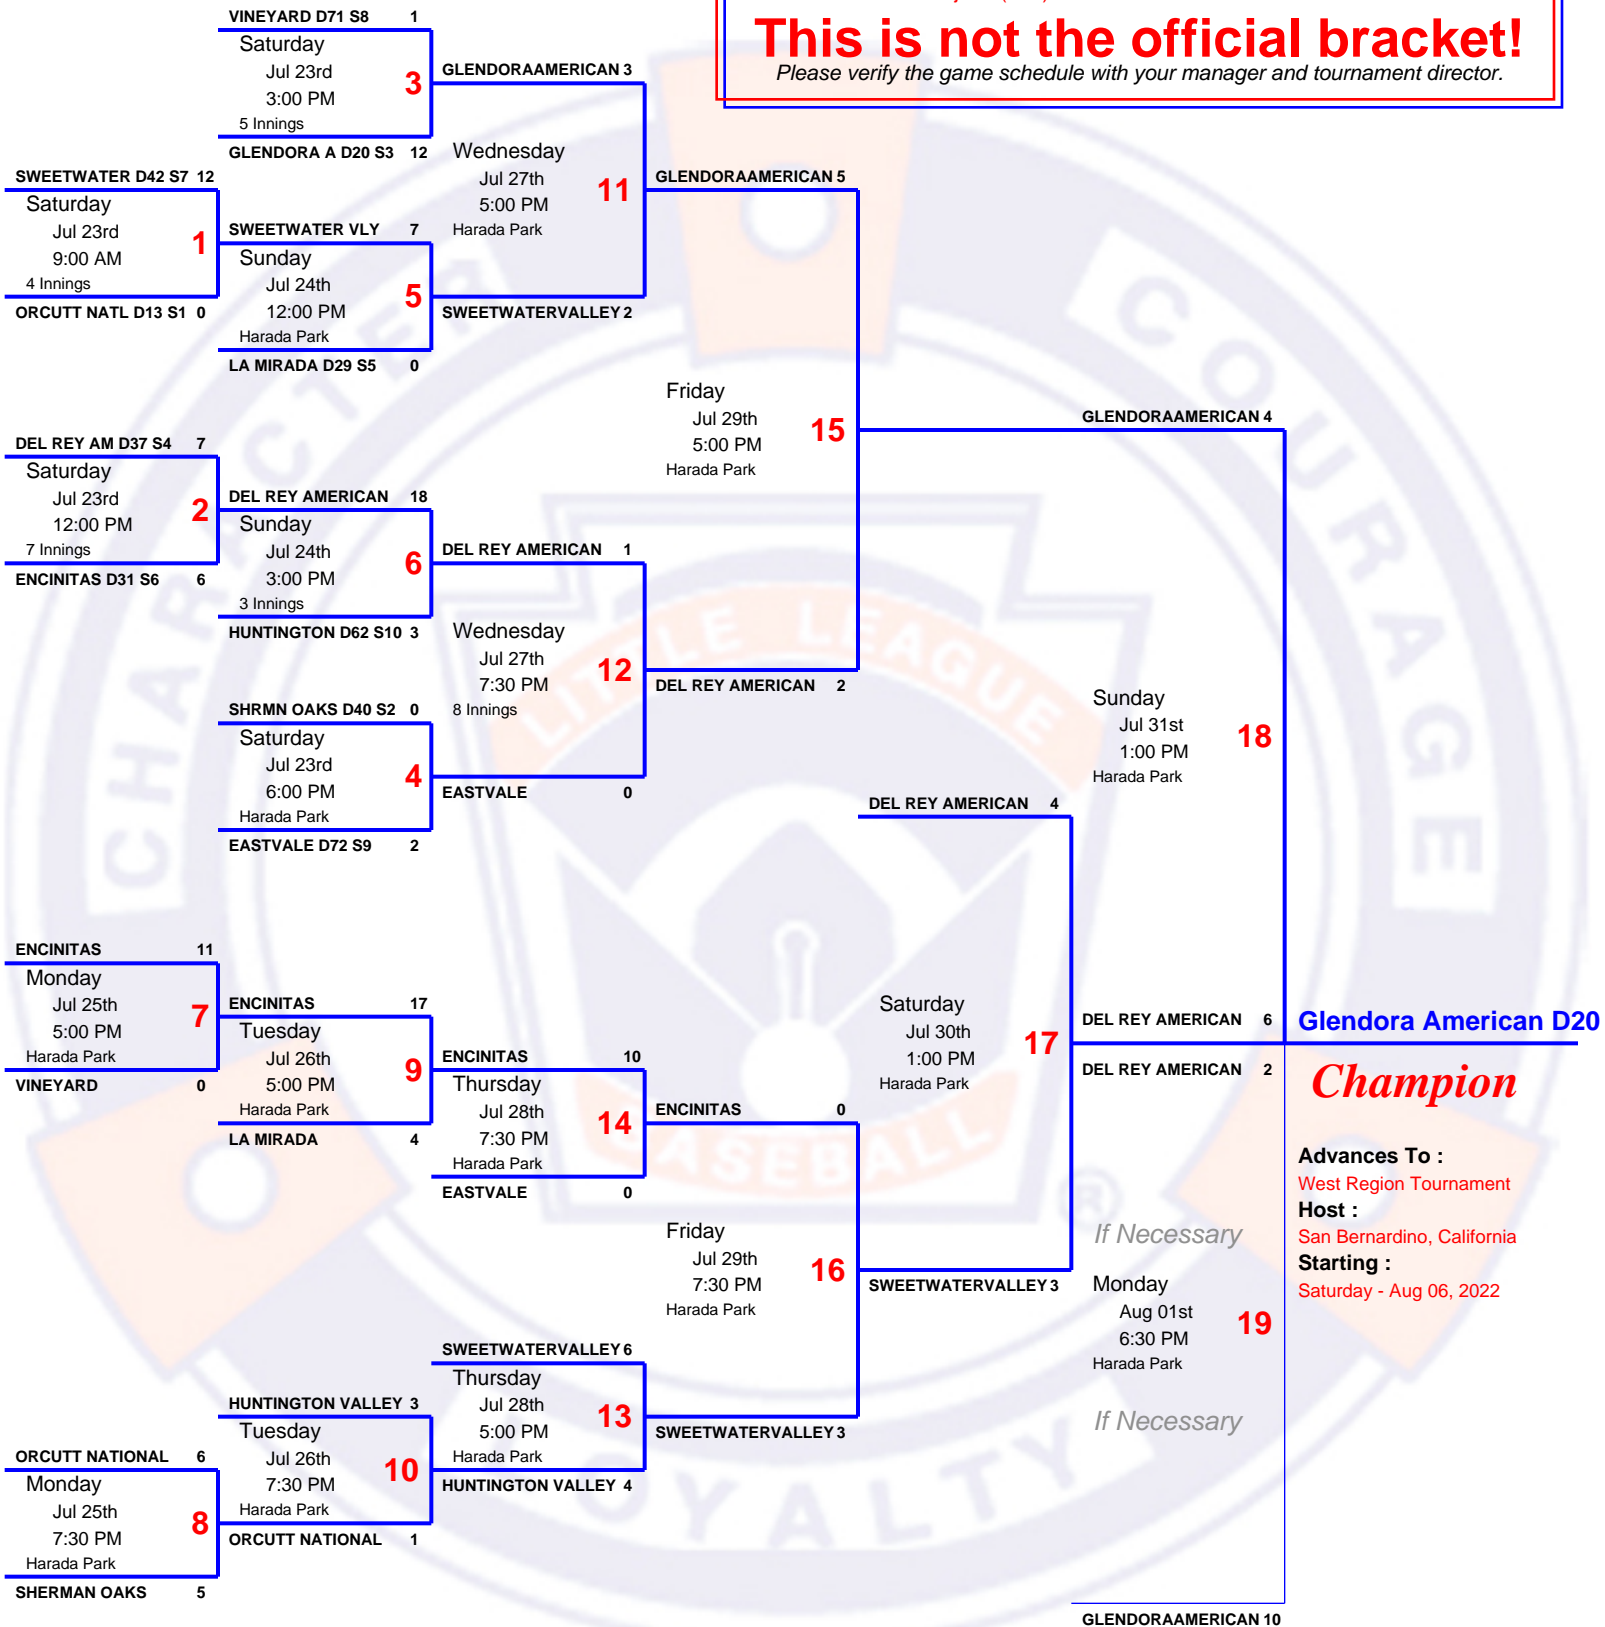 This is not the official bracket!
Please verify the game schedule with your manager and tournament director.
VINEYARD D71 S8 1
Saturday
Jul 23rd
3:00 PM
5 Innings
3
GLENDORA A D20 S3 12
SWEETWATER D42 S7 12
Saturday
Jul 23rd
9:00 AM
4 Innings
1
ORCUTT NATL D13 S1 0
SWEETWATER VLY 7
Sunday
Jul 24th
12:00 PM
Harada Park
5
LA MIRADA D29 S5 0
GLENDORAAMERICAN 3
Wednesday
Jul 27th
5:00 PM
Harada Park
11
SWEETWATERVALLEY 2
DEL REY AM D37 S4 7
Saturday
Jul 23rd
12:00 PM
7 Innings
2
ENCINITAS D31 S6 6
DEL REY AMERICAN 18
Sunday
Jul 24th
3:00 PM
3 Innings
6
HUNTINGTON D62 S10 3
SHRMN OAKS D40 S2 0
Saturday
Jul 23rd
6:00 PM
Harada Park
4
EASTVALE D72 S9 2
DEL REY AMERICAN 1
Wednesday
Jul 27th
7:30 PM
8 Innings
12
EASTVALE 0
GLENDORAAMERICAN 5
Friday
Jul 29th
5:00 PM
Harada Park
15
DEL REY AMERICAN 2
GLENDORAAMERICAN 4
Sunday
Jul 31st
1:00 PM
Harada Park
18
DEL REY AMERICAN 6
ENCINITAS 11
Monday
Jul 25th
5:00 PM
Harada Park
7
VINEYARD 0
ENCINITAS 17
Tuesday
Jul 26th
5:00 PM
Harada Park
9
LA MIRADA 4
ENCINITAS 10
Thursday
Jul 28th
7:30 PM
Harada Park
14
EASTVALE 0
ORCUTT NATIONAL 6
Monday
Jul 25th
7:30 PM
Harada Park
8
SHERMAN OAKS 5
HUNTINGTON VALLEY 3
Tuesday
Jul 26th
7:30 PM
Harada Park
10
ORCUTT NATIONAL 1
SWEETWATERVALLEY 6
Thursday
Jul 28th
5:00 PM
Harada Park
13
HUNTINGTON VALLEY 4
ENCINITAS 0
Friday
Jul 29th
7:30 PM
Harada Park
16
SWEETWATERVALLEY 3
DEL REY AMERICAN 4
Saturday
Jul 30th
1:00 PM
Harada Park
17
SWEETWATERVALLEY 3
DEL REY AMERICAN 2
If Necessary
Monday
Aug 01st
6:30 PM
Harada Park
19
If Necessary
GLENDORAAMERICAN 10
Glendora American D20
Champion
Advances To :
West Region Tournament
Host :
San Bernardino, California
Starting :
Saturday - Aug 06, 2022
CHARACTER
COURAGE
LOYALTY
LITTLE LEAGUE
BASEBALL
®